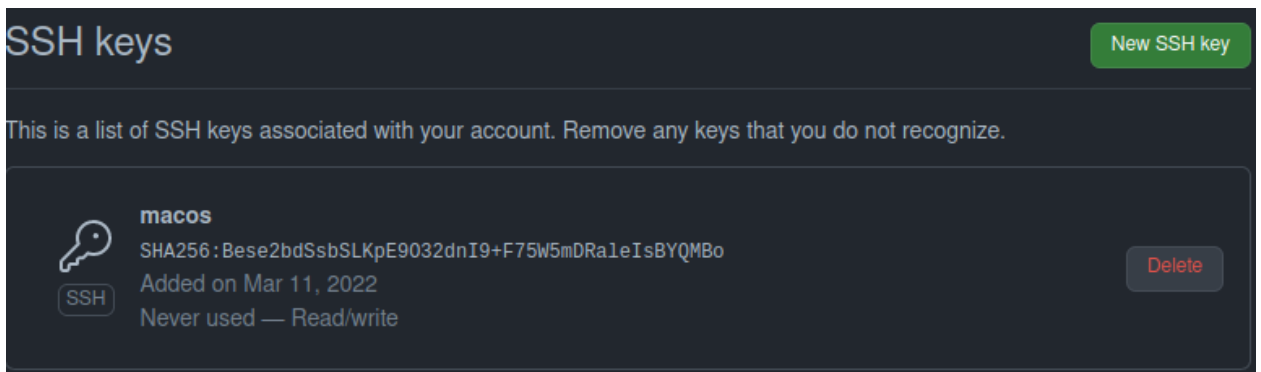 SSH keys
New SSH key
This is a list of SSH keys associated with your account. Remove any keys that you do not recognize.
macos
SHA256:Bese2bdSsbSLKpE9O32dnI9+F75W5mDRaleIsBYQMBo
Added on Mar 11, 2022
Never used — Read/write
SSH
Delete